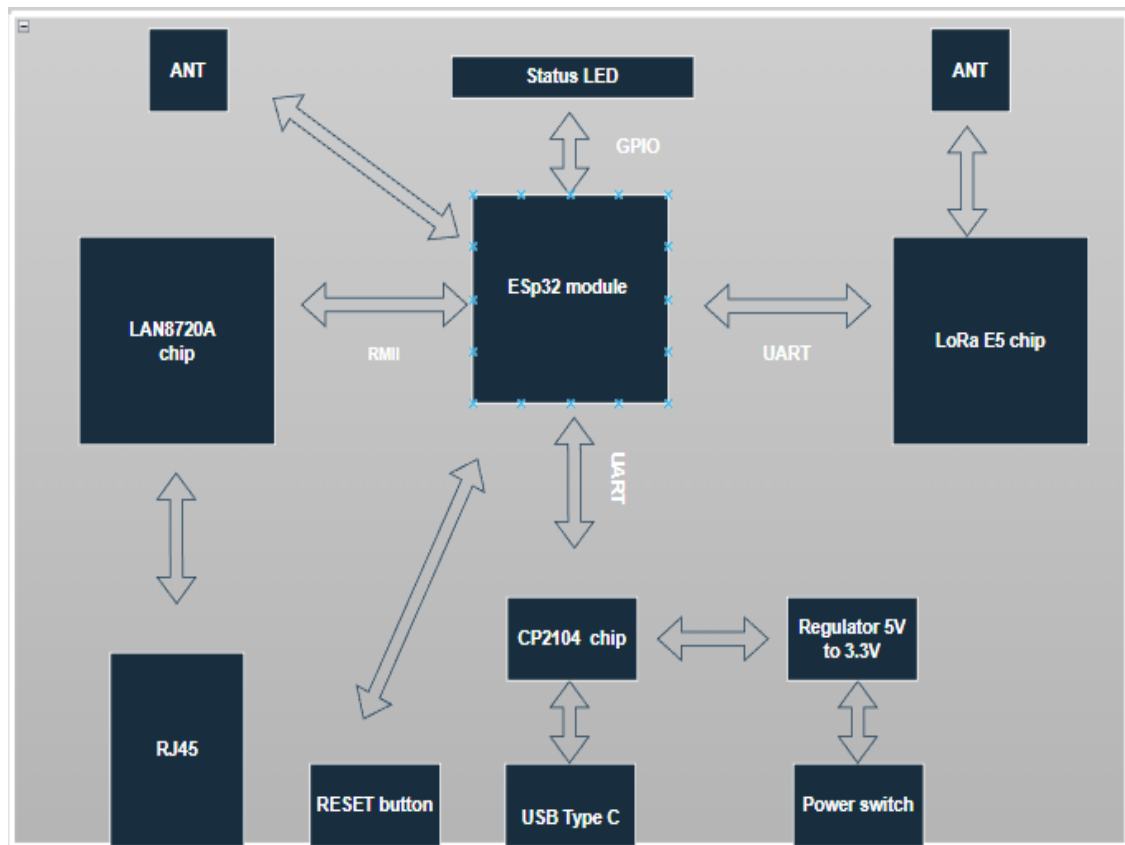 ANT
Status LED
ANT
GPIO
ESp32 module
LAN8720A
chip
RMII
UART
LoRa E5 chip
UART
CP2104 chip
Regulator 5V
to 3.3V
RJ45
RESET button
USB Type C
Power switch